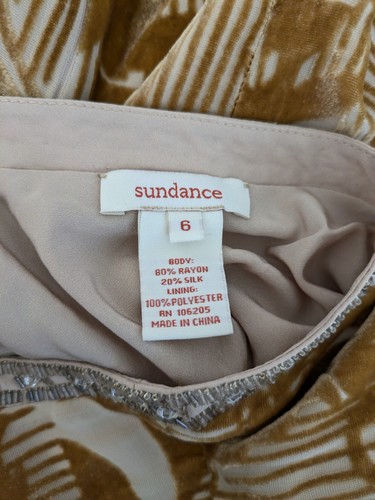 sundance
6
BODY:
80% RAYON
20% SILK
LINING:
100%POLYESTER
RN 106205
MADE IN CHINA